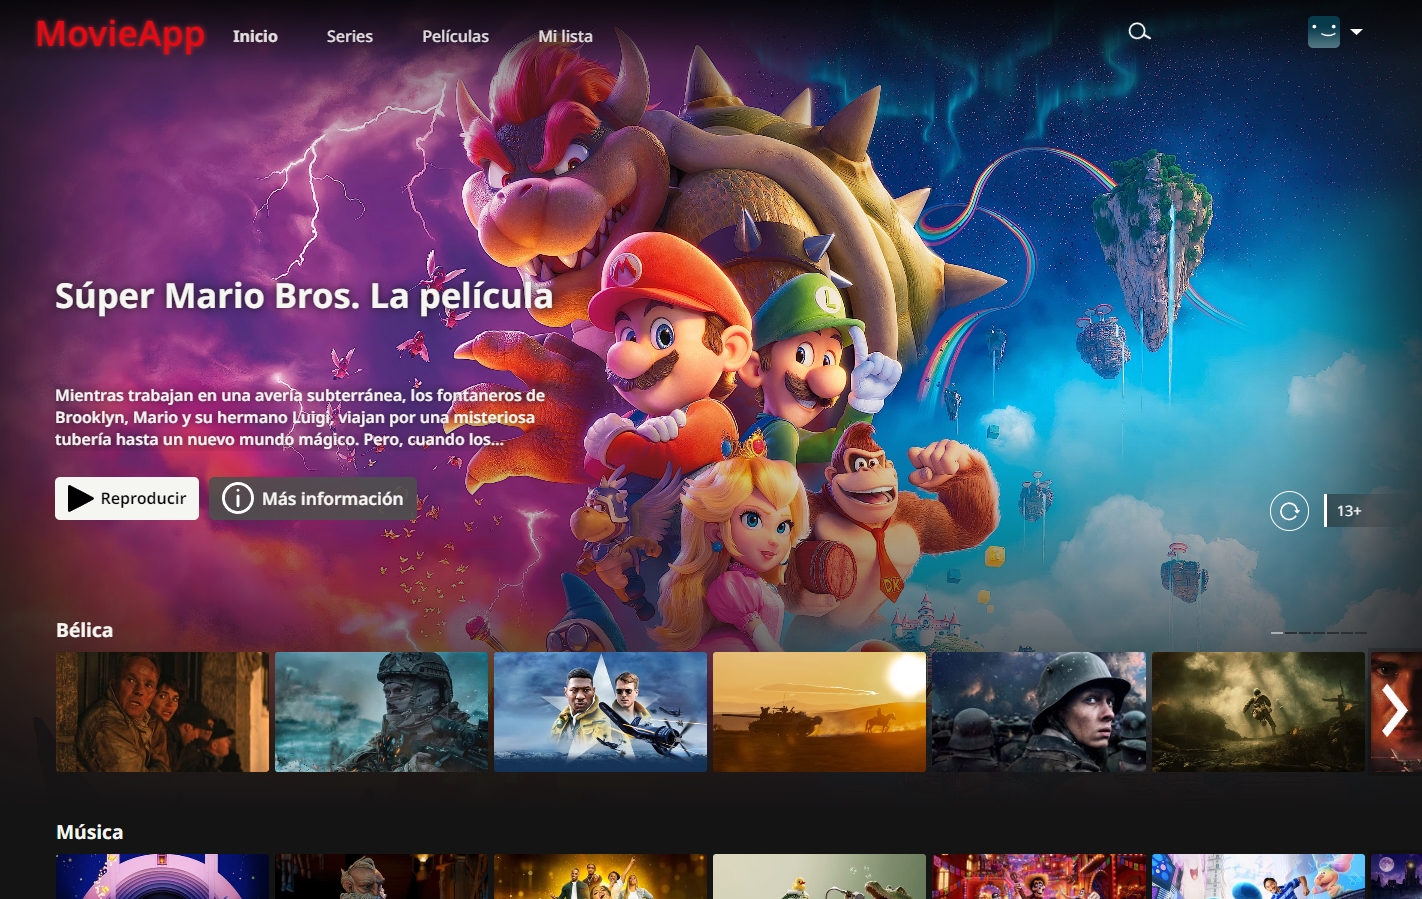 MovieApp
Inicio
Series
Películas
Mi lista
Súper Mario Bros. La película
Mientras trabajan en una avería subterránea, los fontaneros de
Brooklyn, Mario y su hermano Luigi, viajan por una misteriosa
tubería hasta un nuevo mundo mágico. Pero, cuando los...
Reproducir
Más información
13+
M
L
DK
Bélica
Música